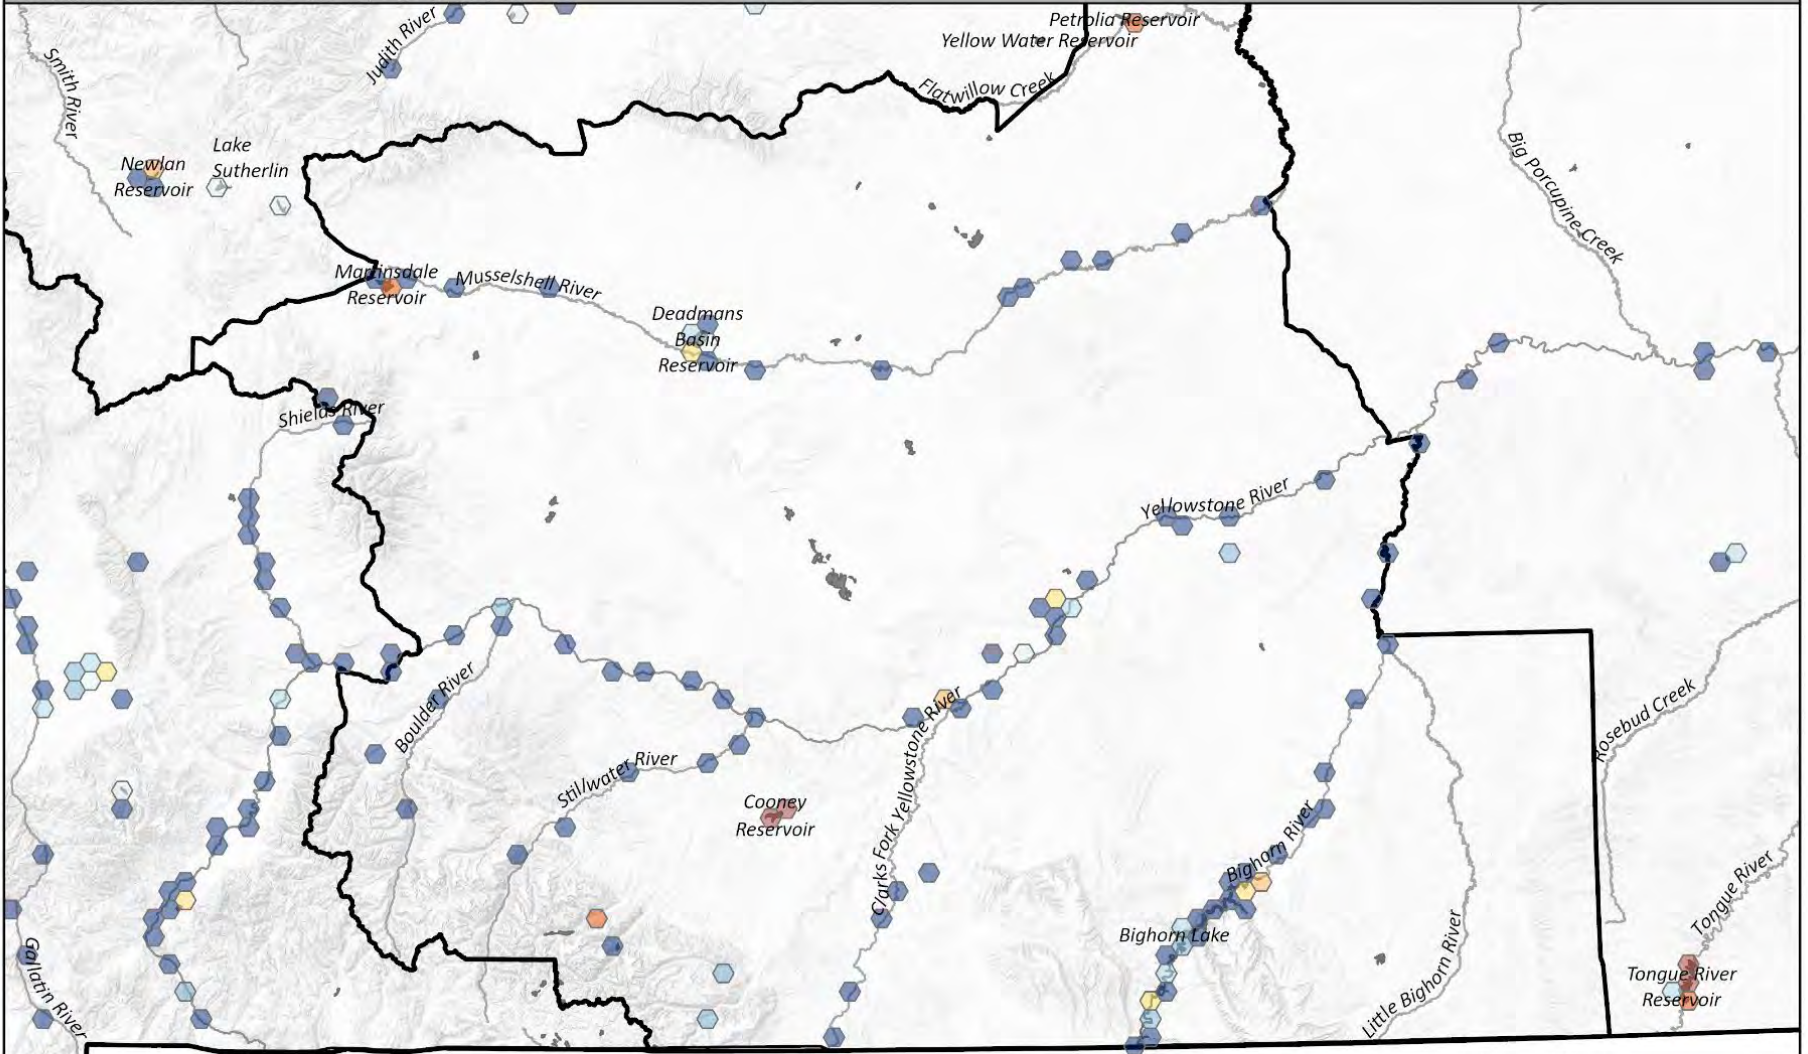 Petrolia Reservoir
Yellow Water Reservoir
Judith River
Smith River
Flatwillow Creek
Big Porcupine Creek
Lake
Sutherlin
Newlan
Reservoir
Martinsdale
Reservoir
Musselshell River
Deadmans
Basin
Reservoir
Shields River
Yellowstone River
Boulder River
Stillwater River
Clarks Fork Yellowstone River
Rosebud Creek
Cooney
Reservoir
Bighorn River
Bighorn Lake
Little Bighorn River
Tongue River
Tongue River
Reservoir
Gallatin River